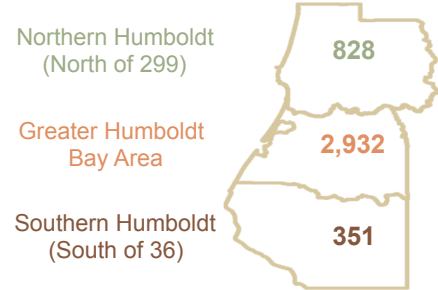 Northern Humboldt
(North of 299)
828
Greater Humboldt
Bay Area
2,932
Southern Humboldt
(South of 36)
351